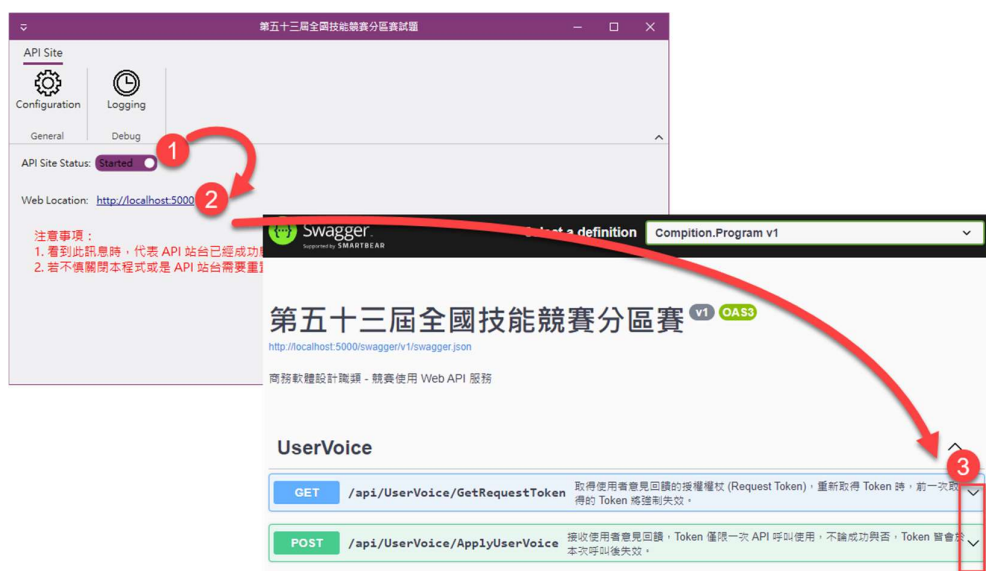 第五十三屆全國技能競賽分區賽試題
API Site
Configuration
Logging
General
Debug
1
API Site Status: Started
Web Location: http://localhost:5000
2
注意事項：
1. 看到此訊息時，代表 API 站台已經成功
2. 若不慎關閉本程式或是 API 站台需要重
Swagger.
Supported by SMARTBEAR
a definition
Compition.Program v1
第五十三屆全國技能競賽分區賽 v1 OAS3
http://localhost:5000/swagger/v1/swagger.json
商務軟體設計職類 - 競賽使用 Web API 服務
UserVoice
3
GET /api/UserVoice/GetRequestToken
取得使用者意見回饋的授權權杖 (Request Token)，重新取得 Token 時，前一次取
得的 Token 將強制失效。
POST /api/UserVoice/ApplyUserVoice
接收使用者意見回饋，Token 僅限一次 API 呼叫使用，不論成功與否，Token 皆會於
本次呼叫後失效。